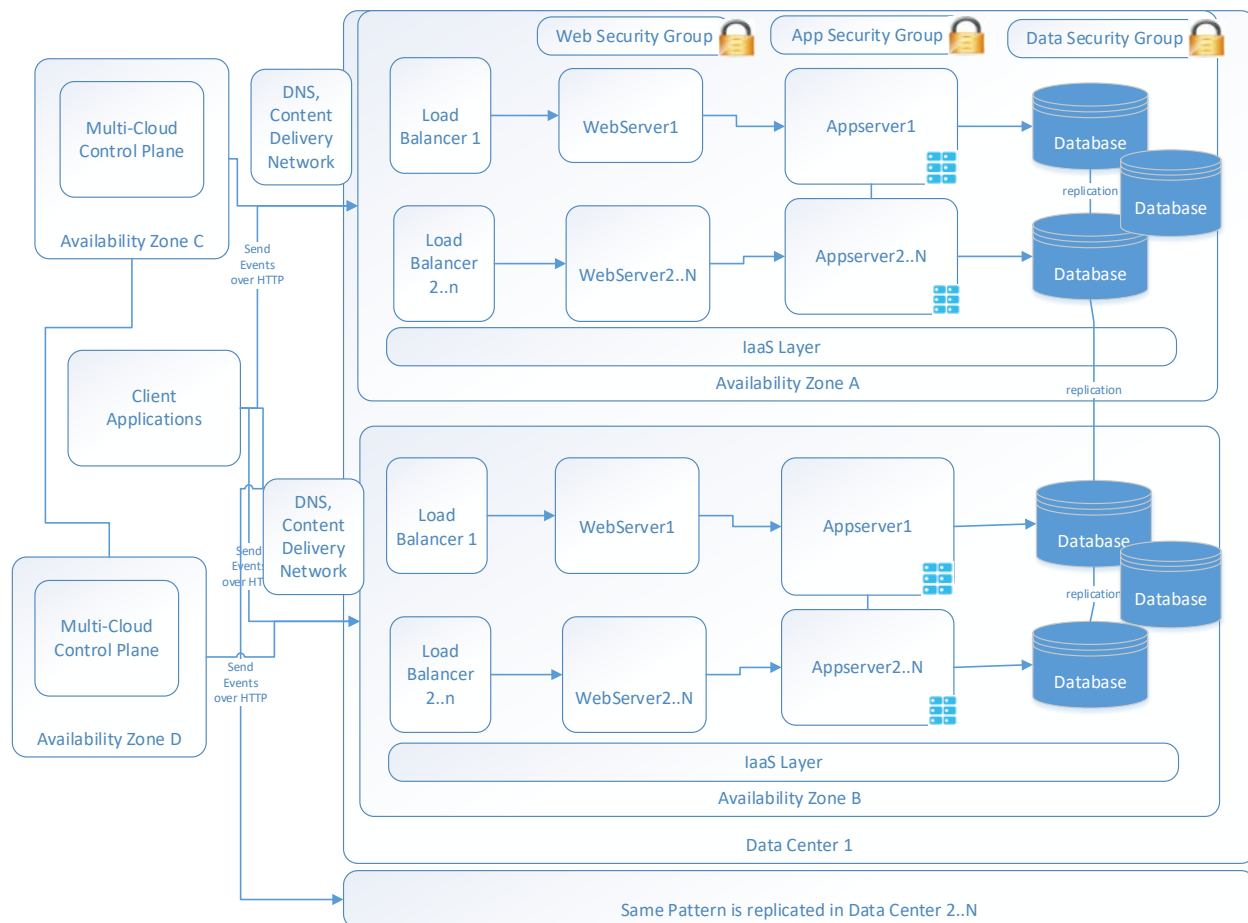 Web Security Group
App Security Group
Data Security Group
Multi-Cloud
Control Plane
Availability Zone C
DNS,
Content
Delivery
Network
Load
Balancer 1
WebServer1
Appserver1
Database
replication
Database
Send
Events
over HTTP
Load
Balancer
2..n
WebServer2..N
Appserver2..N
Database
IaaS Layer
Availability Zone A
replication
Client
Applications
DNS,
Content
Delivery
Network
Send
Events
over HT
Load
Balancer 1
WebServer1
Appserver1
Database
replication
Database
Multi-Cloud
Control Plane
Availability Zone D
Send
Events
over HTTP
Load
Balancer
2..n
WebServer2..N
Appserver2..N
Database
IaaS Layer
Availability Zone B
Data Center 1
Same Pattern is replicated in Data Center 2..N